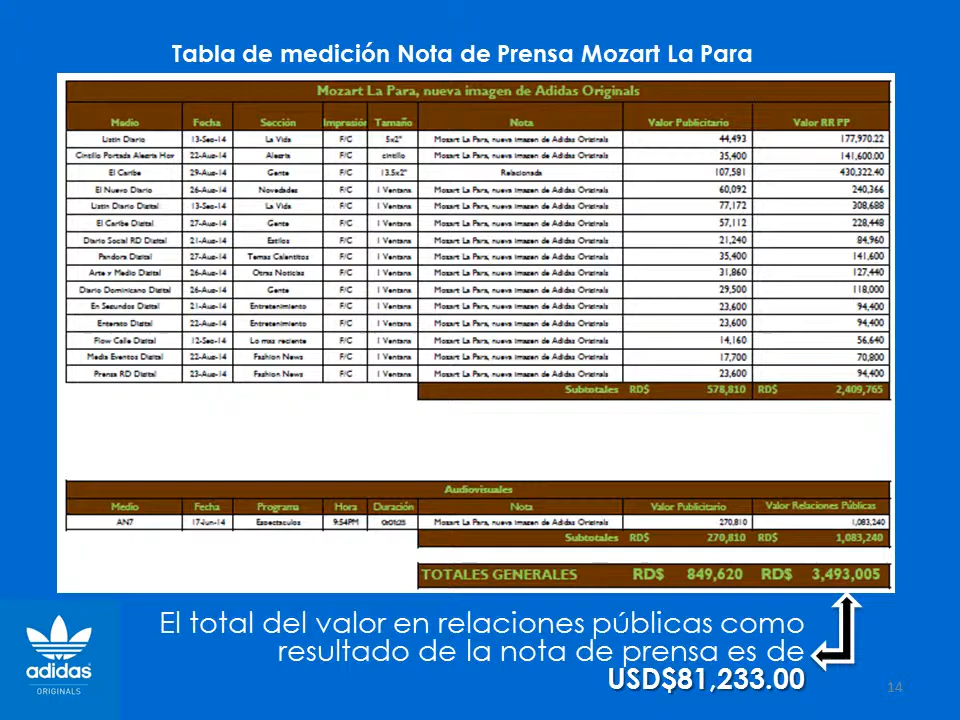 Tabla de medición Nota de Prensa Mozart La Para
Mozart La Para, nueva imagen de Adidas Originals
Medio Fecha Sección Impresión Tamaño Nota Valor Publicitario Valor RR PP
Listin Diario 13-Sep-14 La Vida F/C 5x2" Mozart La Para, nueva imagen de Adidas Originals 44,493 177,970.22
Cintillo Portada Alegria Hoy 22-Aug-14 Alegria F/C cintillo Mozart La Para, nueva imagen de Adidas Originals 35,400 141,600.00
El Caribe 29-Aug-14 Gente F/C 13.5x2" Relacionada 107,581 430,322.40
El Nuevo Diario 26-Aug-14 Novedades F/C 1 Ventana Mozart La Para, nueva imagen de Adidas Originals 60,092 240,366
Listin Diario Digital 13-Sep-14 La Vida F/C 1 Ventana Mozart La Para, nueva imagen de Adidas Originals 77,172 308,688
El Caribe Digital 27-Aug-14 Gente F/C 1 Ventana Mozart La Para, nueva imagen de Adidas Originals 57,112 228,448
Diario Social RD Digital 21-Aug-14 Estilos F/C 1 Ventana Mozart La Para, nueva imagen de Adidas Originals 21,240 84,960
Pandora Digital 27-Aug-14 Temas Calentitos F/C 1 Ventana Mozart La Para, nueva imagen de Adidas Originals 35,400 141,600
Arte y Medio Digital 26-Aug-14 Otras Noticias F/C 1 Ventana Mozart La Para, nueva imagen de Adidas Originals 31,860 127,440
Diario Dominicano Digital 26-Aug-14 Gente F/C 1 Ventana Mozart La Para, nueva imagen de Adidas Originals 29,500 118,000
En Segundos Digital 21-Aug-14 Entretenimiento F/C 1 Ventana Mozart La Para, nueva imagen de Adidas Originals 23,600 94,400
Enterato Digital 22-Aug-14 Entretenimiento F/C 1 Ventana Mozart La Para, nueva imagen de Adidas Originals 23,600 94,400
Flow Calle Digital 12-Sep-14 Lo mas reciente F/C 1 Ventana Mozart La Para, nueva imagen de Adidas Originals 14,160 56,640
Media Eventos Digital 22-Aug-14 Fashion News F/C 1 Ventana Mozart La Para, nueva imagen de Adidas Originals 17,700 70,800
Prensa RD Digital 23-Aug-14 Fashion News F/C 1 Ventana Mozart La Para, nueva imagen de Adidas Originals 23,600 94,400
Subtotales RD$ 578,810 RD$ 2,409,765
Audiovisuales
Medio Fecha Programa Hora Duración Nota Valor Publicitario Valor Relaciones Públicas
AN7 17-Jun-14 Espectaculos 9:54PM 0:01:25 Mozart La Para, nueva imagen de Adidas Originals 270,810 1,083,240
Subtotales RD$ 270,810 RD$ 1,083,240
TOTALES GENERALES RD$ 849,620 RD$ 3,493,005
El total del valor en relaciones públicas como
resultado de la nota de prensa es de
USD$81,233.00
adidas
ORIGINALS
14